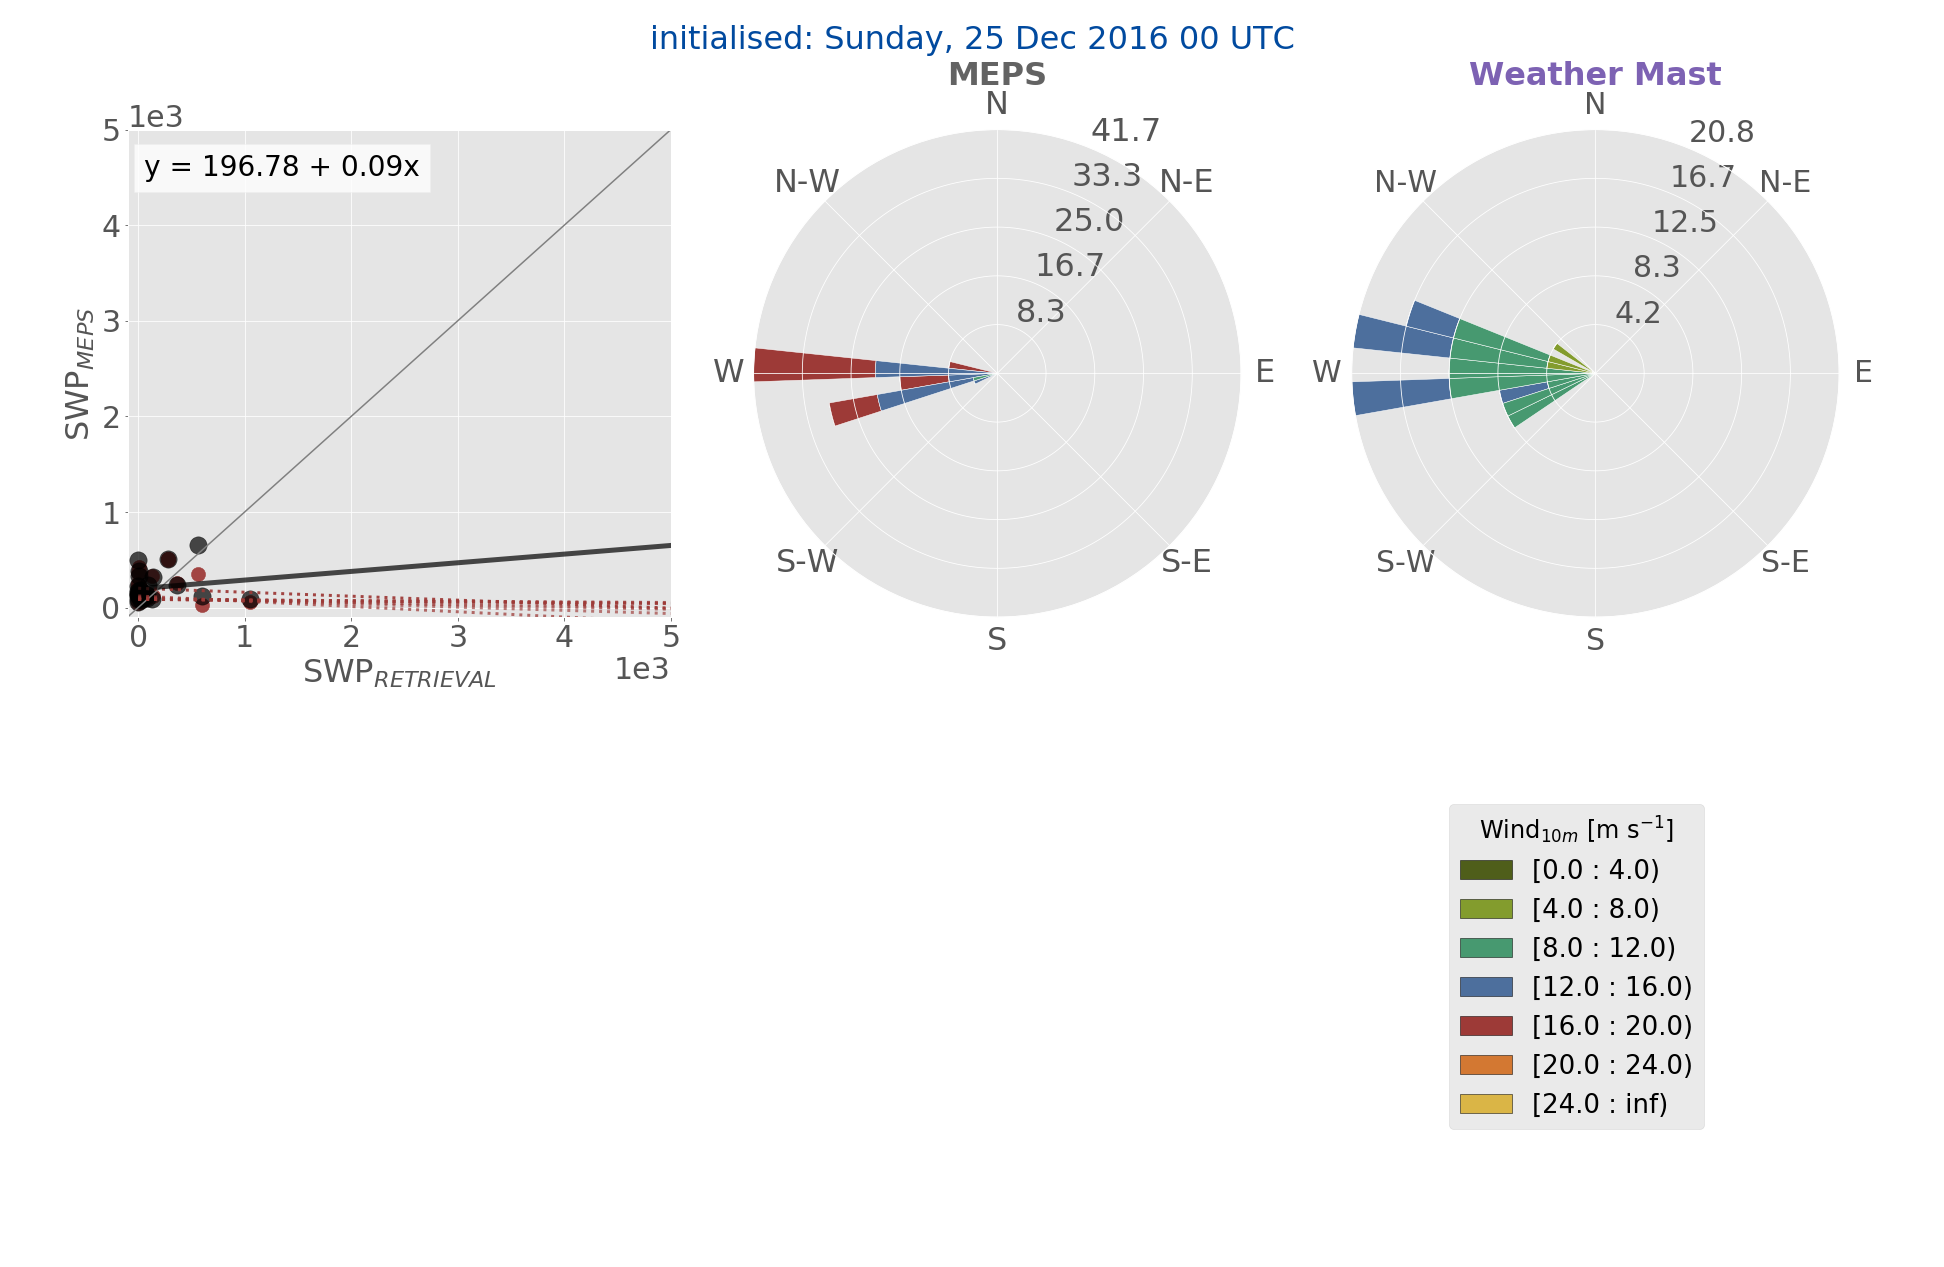 initialised: Sunday, 25 Dec 2016 00 UTC
1e3
y = 196.78 + 0.09x
5
4
3
2
1
0
SWP_MEPS
0 1 2 3 4 5
1e3
SWP_RETRIEVAL
MEPS
N
41.7
33.3
25.0
16.7
8.3
N-W
N-E
W
E
S-W
S-E
S
Weather Mast
N
20.8
16.7
12.5
8.3
4.2
N-W
N-E
W
E
S-W
S-E
S
Wind_10m [m s⁻¹]
[0.0 : 4.0)
[4.0 : 8.0)
[8.0 : 12.0)
[12.0 : 16.0)
[16.0 : 20.0)
[20.0 : 24.0)
[24.0 : inf)